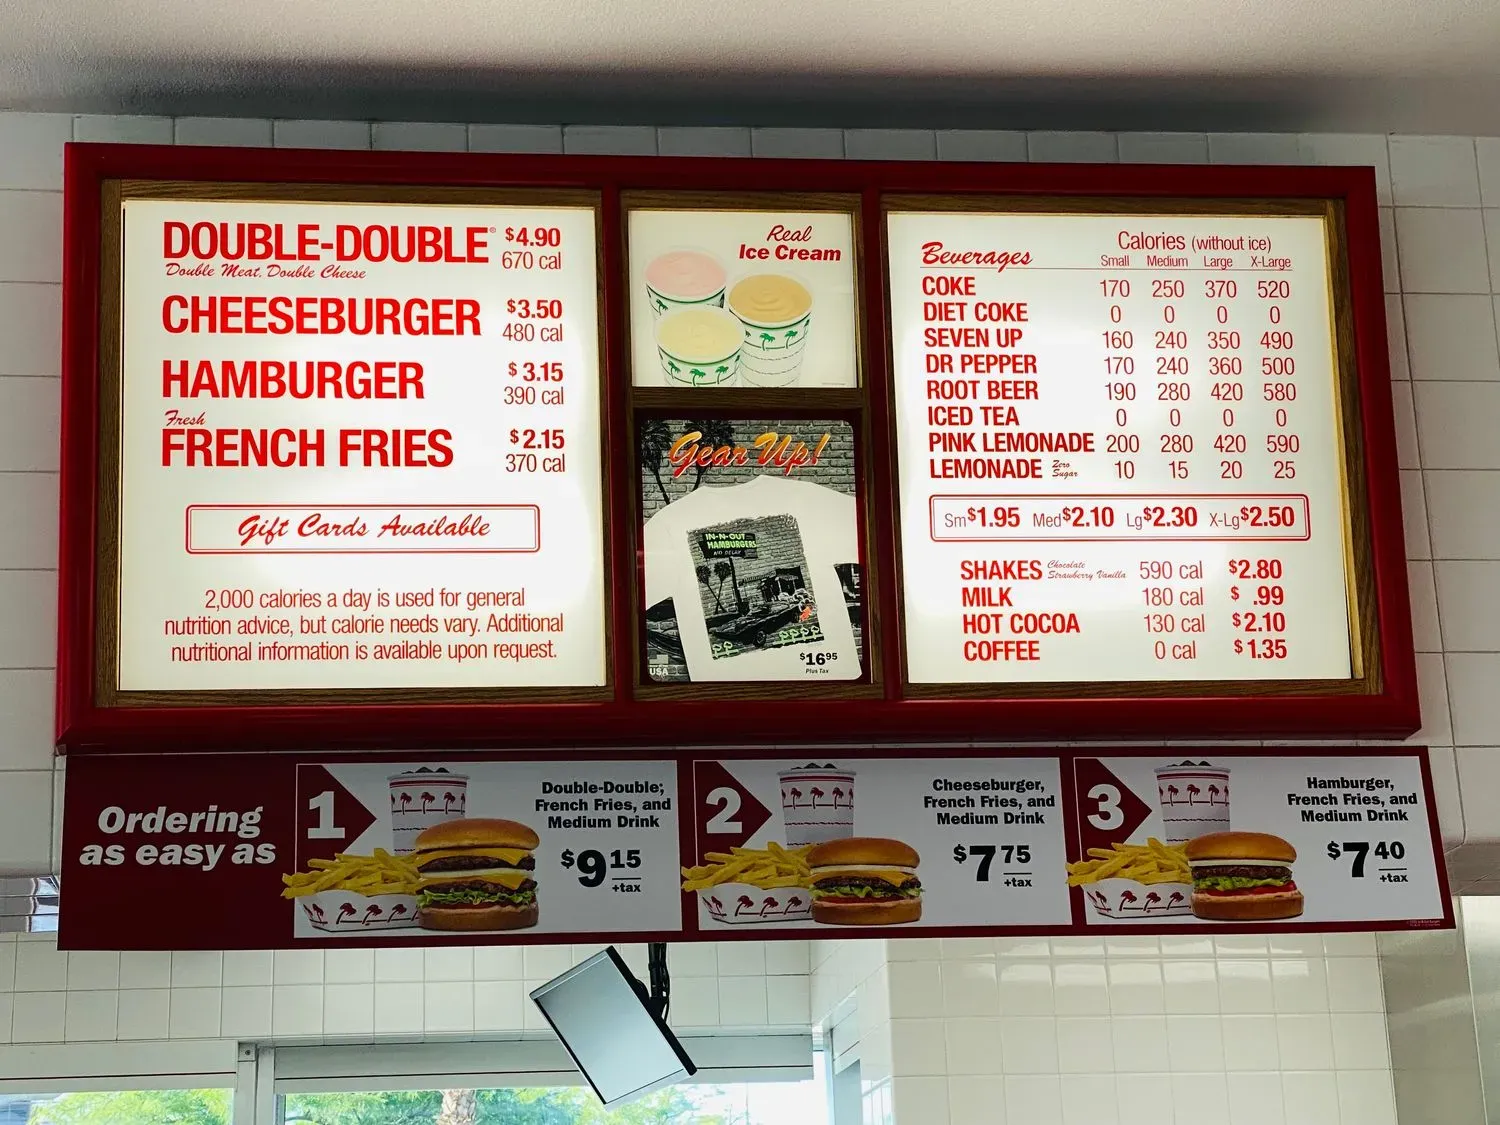 DOUBLE-DOUBLE® $4.90
Double Meat, Double Cheese 670 cal
CHEESEBURGER $3.50
480 cal
HAMBURGER $3.15
390 cal
Fresh
FRENCH FRIES $2.15
370 cal
Gift Cards Available
2,000 calories a day is used for general
nutrition advice, but calorie needs vary. Additional
nutritional information is available upon request.
Real
Ice Cream
Gear Up!
IN-N-OUT
HAMBURGERS
NO DELAY
USA
$16.95
Plus Tax
Beverages Calories (without ice)
Small Medium Large X-Large
COKE 170 250 370 520
DIET COKE 0 0 0 0
SEVEN UP 160 240 350 490
DR PEPPER 170 240 360 500
ROOT BEER 190 280 420 580
ICED TEA 0 0 0 0
PINK LEMONADE 200 280 420 590
LEMONADE Zero Sugar 10 15 20 25
Sm $1.95 Med $2.10 Lg $2.30 X-Lg $2.50
SHAKES Chocolate Strawberry Vanilla 590 cal $2.80
MILK 180 cal $ .99
HOT COCOA 130 cal $2.10
COFFEE 0 cal $1.35
Ordering
as easy as
1
Double-Double,®
French Fries, and
Medium Drink
$9 15
+tax
2
Cheeseburger,
French Fries, and
Medium Drink
$7 75
+tax
3
Hamburger,
French Fries, and
Medium Drink
$7 40
+tax